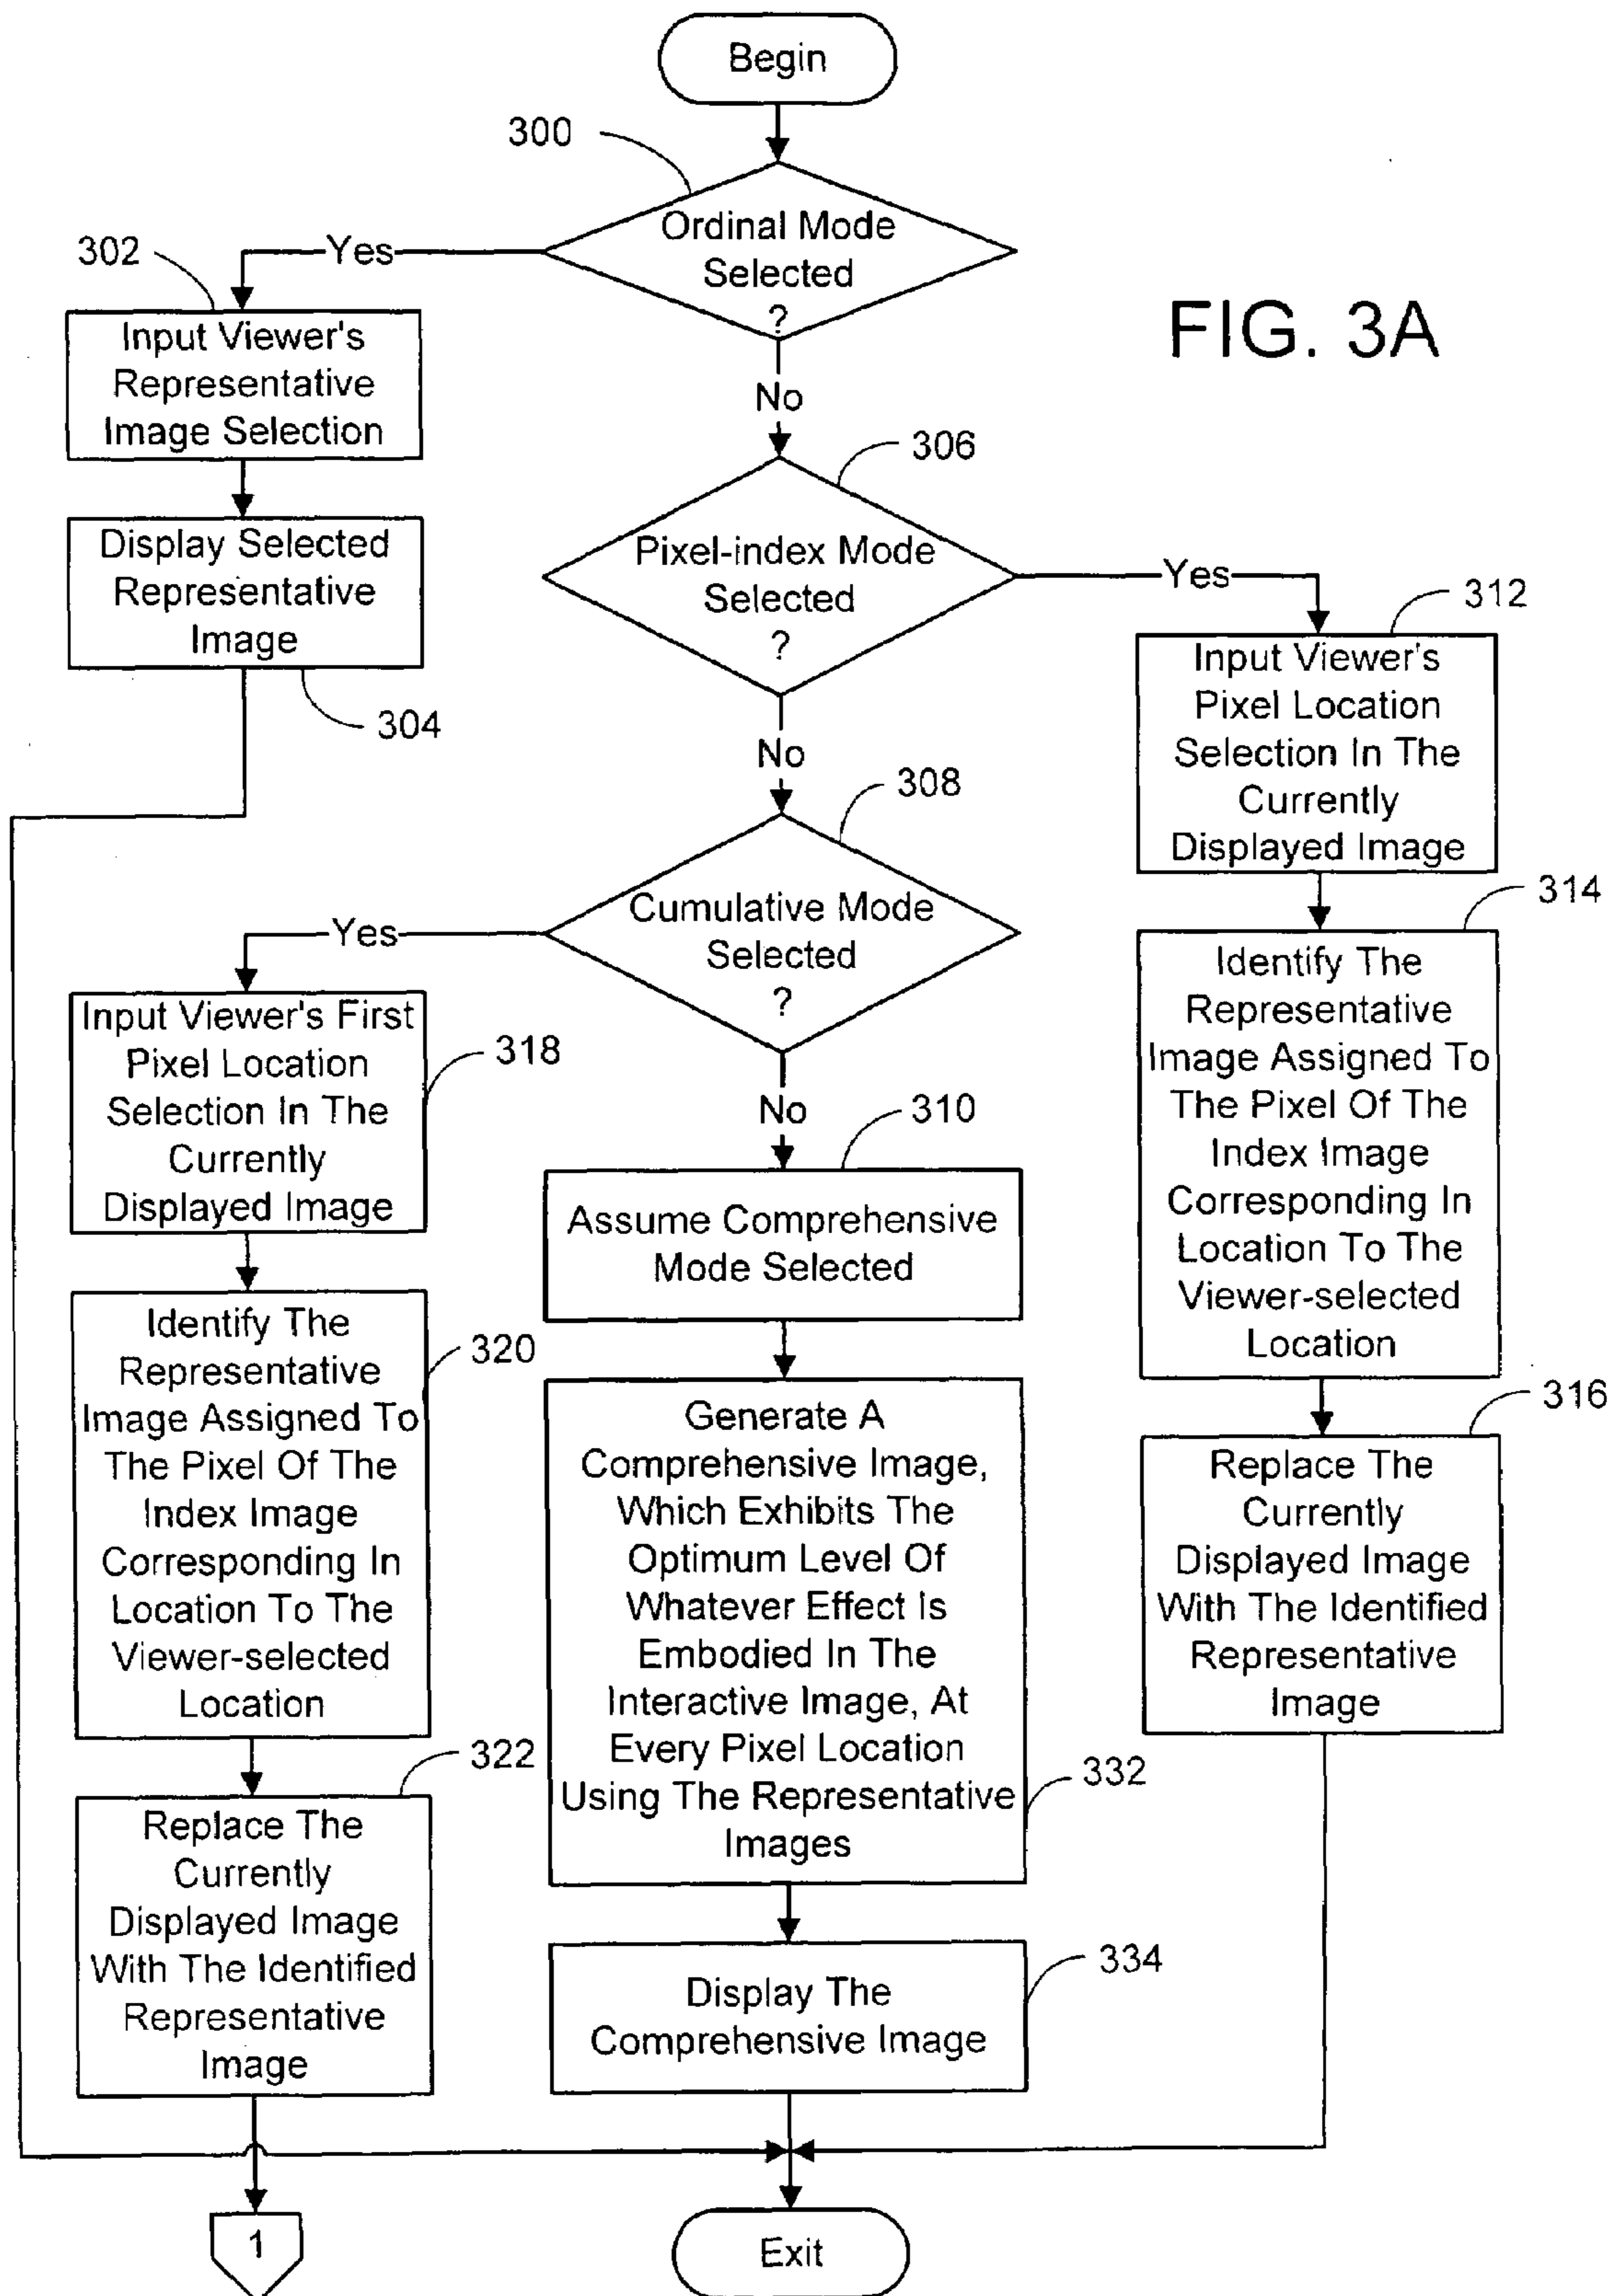 Begin
300
Ordinal Mode
Selected
?
Yes
302
FIG. 3A
Input Viewer's
Representative
Image Selection
No
306
Display Selected
Representative
Image
304
Pixel-index Mode
Selected
?
Yes
312
Input Viewer's
Pixel Location
Selection In The
Currently
Displayed Image
No
308
Cumulative Mode
Selected
?
Yes
314
Identify The
Representative
Image Assigned To
The Pixel Of The
Index Image
Corresponding In
Location To The
Viewer-selected
Location
Input Viewer's First
Pixel Location
Selection In The
Currently
Displayed Image
318
No
310
Assume Comprehensive
Mode Selected
Identify The
Representative
Image Assigned To
The Pixel Of The
Index Image
Corresponding In
Location To The
Viewer-selected
Location
320
Generate A
Comprehensive Image,
Which Exhibits The
Optimum Level Of
Whatever Effect Is
Embodied In The
Interactive Image, At
Every Pixel Location
Using The Representative
Images
332
316
Replace The
Currently
Displayed Image
With The Identified
Representative
Image
322
Replace The
Currently
Displayed Image
With The Identified
Representative
Image
334
Display The
Comprehensive Image
1
Exit